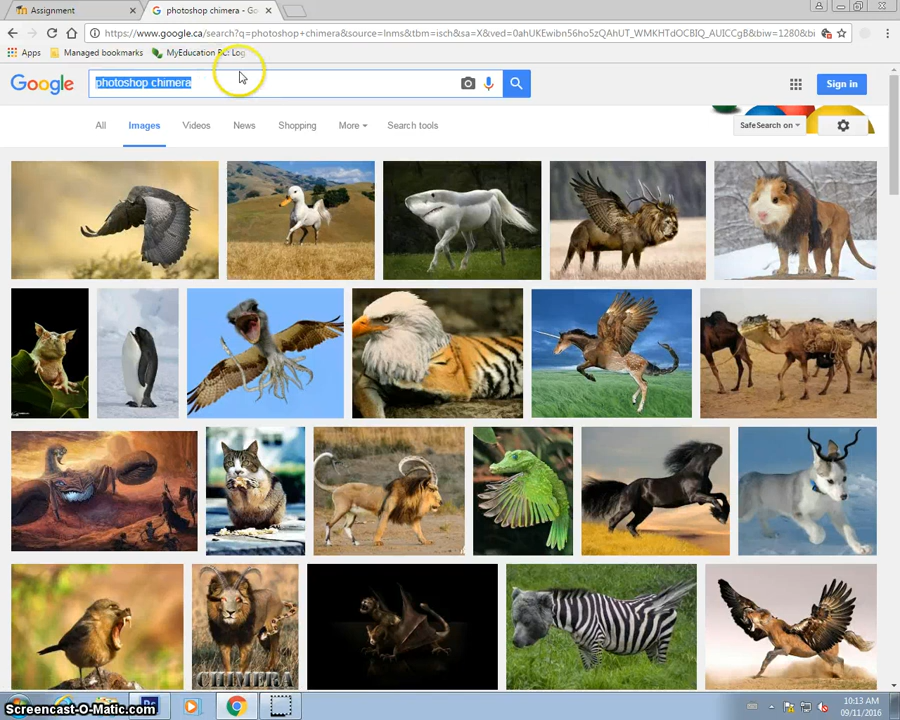 Assignment
photoshop chimera - Go
https://www.google.ca/search?q=photoshop+chimera&source=lnms&tbm=isch&sa=X&ved=0ahUKEwibn56ho5zQAhU_WMKHTdOCBIQ_AUICCgB&biw=1280&bi
Apps Managed bookmarks MyEducation BC: Log
Google photoshop chimera Sign in
All Images Videos News Shopping More Search tools SafeSearch on
CHIMERA
10:13 AM
09/11/2016
Screencast-O-Matic.com